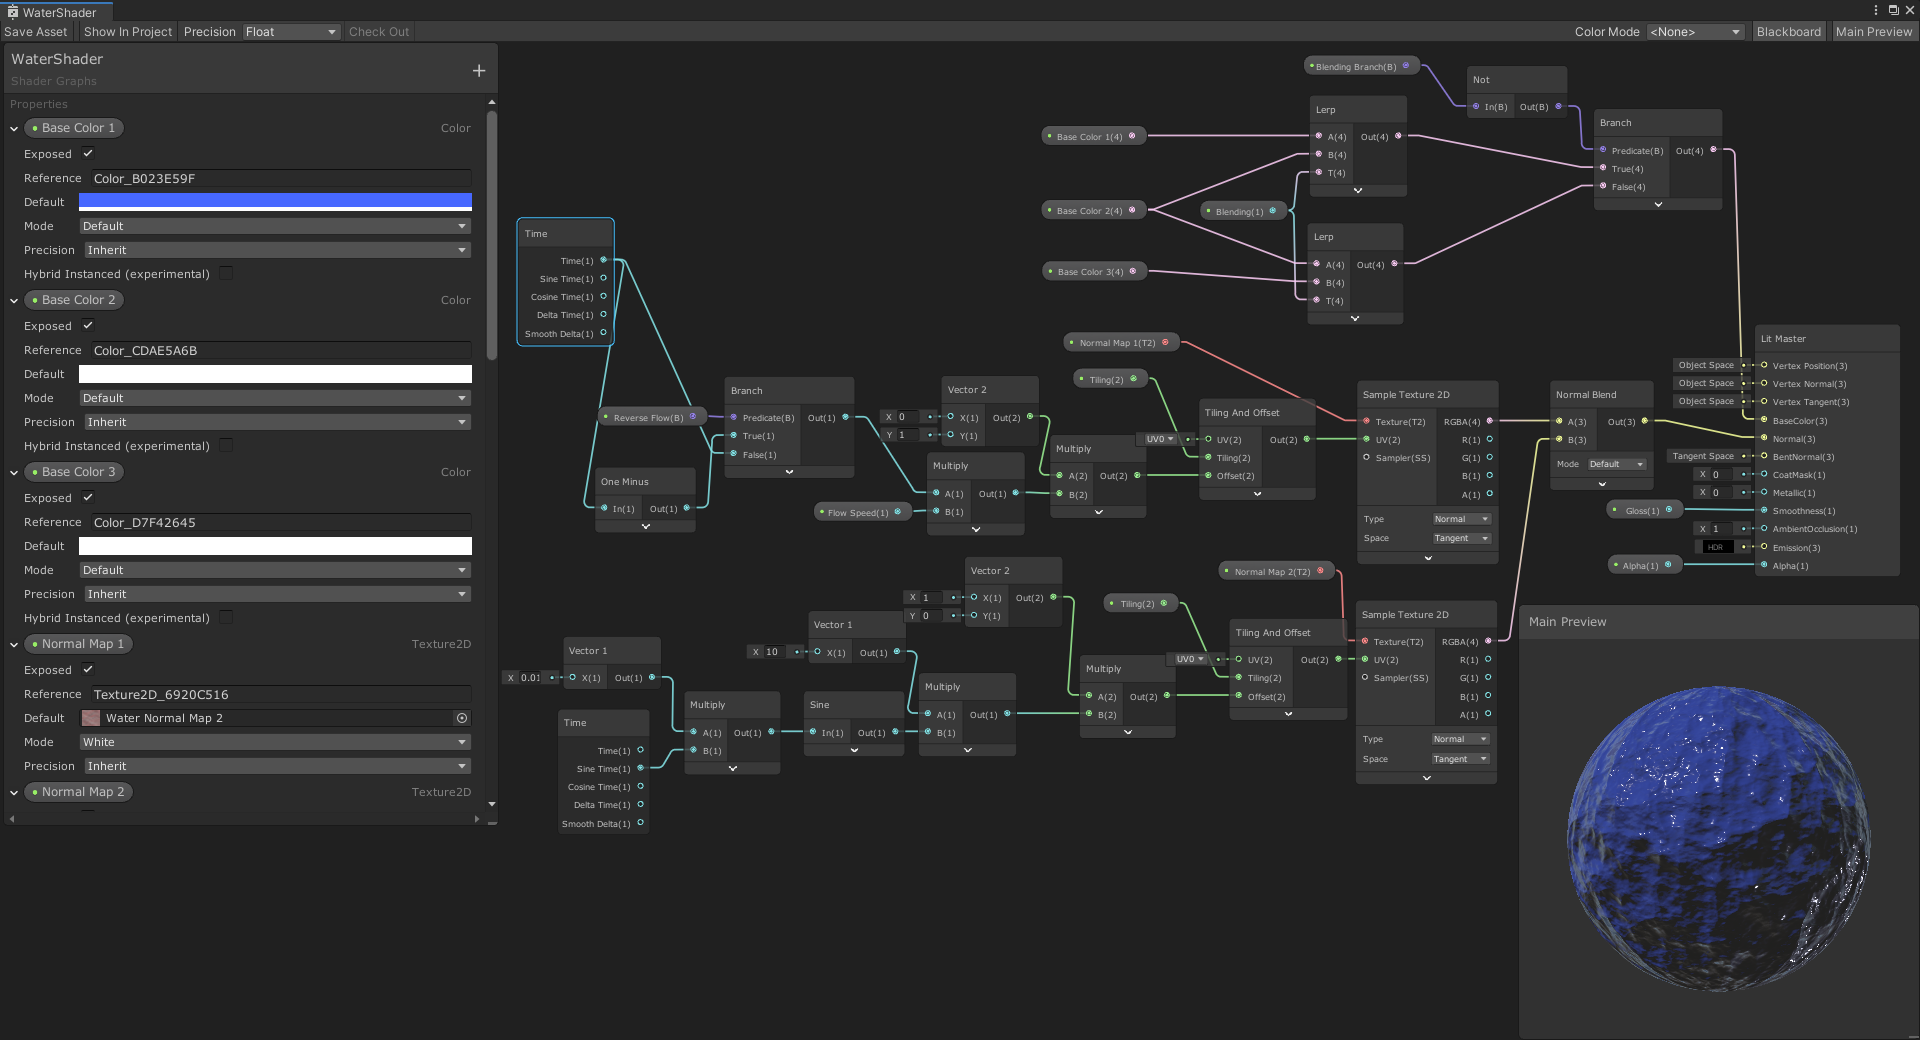 WaterShader
Save Asset Show In Project Precision Float Check Out Color Mode <None> Blackboard Main Preview
WaterShader
Shader Graphs
Properties
Base Color 1 Color
Exposed
Reference Color_B023E59F
Default
Mode Default
Precision Inherit
Hybrid Instanced (experimental)
Base Color 2 Color
Exposed
Reference Color_CDAE5A6B
Default
Mode Default
Precision Inherit
Hybrid Instanced (experimental)
Base Color 3 Color
Exposed
Reference Color_D7F42645
Default
Mode Default
Precision Inherit
Hybrid Instanced (experimental)
Normal Map 1 Texture2D
Exposed
Reference Texture2D_6920C516
Default Water Normal Map 2
Mode White
Precision Inherit
Normal Map 2 Texture2D
Time
Time(1)
Sine Time(1)
Cosine Time(1)
Delta Time(1)
Smooth Delta(1)
Reverse Flow(B)
One Minus
In(1) Out(1)
Branch
Predicate(B) Out(1)
True(1)
False(1)
Flow Speed(1)
X 0
Y 1
Vector 2
X(1) Out(2)
Y(1)
Multiply
A(1) Out(1)
B(1)
Multiply
A(2) Out(2)
B(2)
Normal Map 1(T2)
Tiling(2)
UV0
Tiling And Offset
UV(2) Out(2)
Tiling(2)
Offset(2)
Sample Texture 2D
Texture(T2) RGBA(4)
UV(2) R(1)
Sampler(SS) G(1)
B(1)
A(1)
Type Normal
Space Tangent
Blending Branch(B)
Not
In(B) Out(B)
Base Color 1(4)
Base Color 2(4)
Base Color 3(4)
Blending(1)
Lerp
A(4) Out(4)
B(4)
T(4)
Lerp
A(4) Out(4)
B(4)
T(4)
Branch
Predicate(B) Out(4)
True(4)
False(4)
Normal Blend
A(3) Out(3)
B(3)
Mode Default
Lit Master
Object Space Vertex Position(3)
Object Space Vertex Normal(3)
Object Space Vertex Tangent(3)
BaseColor(3)
Normal(3)
Tangent Space BentNormal(3)
X 0 CoatMask(1)
X 0 Metallic(1)
Gloss(1) Smoothness(1)
X 1 AmbientOcclusion(1)
HDR Emission(3)
Alpha(1) Alpha(1)
X 0.01
Vector 1
X(1) Out(1)
Time
Time(1)
Sine Time(1)
Cosine Time(1)
Delta Time(1)
Smooth Delta(1)
Multiply
A(1) Out(1)
B(1)
Sine
In(1) Out(1)
X 10
Vector 1
X(1) Out(1)
Multiply
A(1) Out(1)
B(1)
X 1
Y 0
Vector 2
X(1) Out(2)
Y(1)
Multiply
A(2) Out(2)
B(2)
Normal Map 2(T2)
Tiling(2)
UV0
Tiling And Offset
UV(2) Out(2)
Tiling(2)
Offset(2)
Sample Texture 2D
Texture(T2) RGBA(4)
UV(2) R(1)
Sampler(SS) G(1)
B(1)
A(1)
Type Normal
Space Tangent
Main Preview